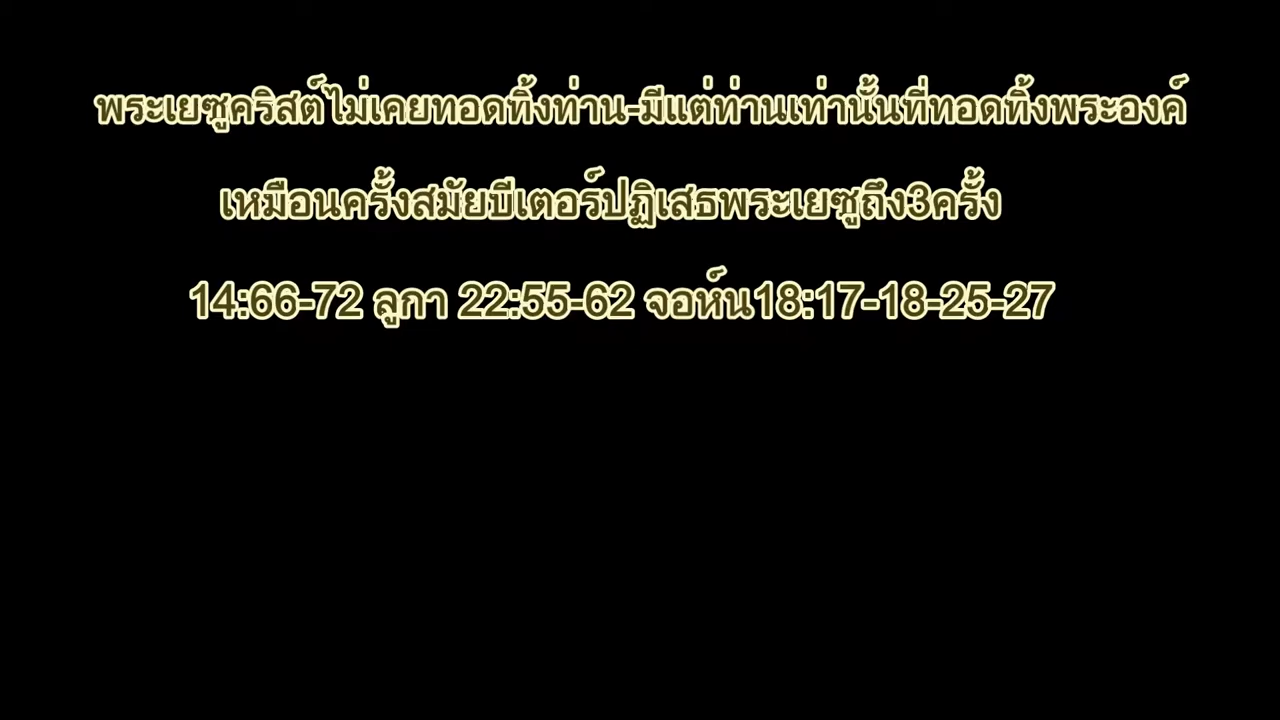 พระเยซูคริสต์ไม่เคยทอดทิ้งท่าน-มีแต่ท่านเท่านั้นที่ทอดทิ้งพระองค์
เหมือนครั้งสมัยบีเตอร์ปฏิเสธพระเยซูถึง3ครั้ง
14:66-72 ลูกา 22:55-62 จอห์น18:17-18-25-27